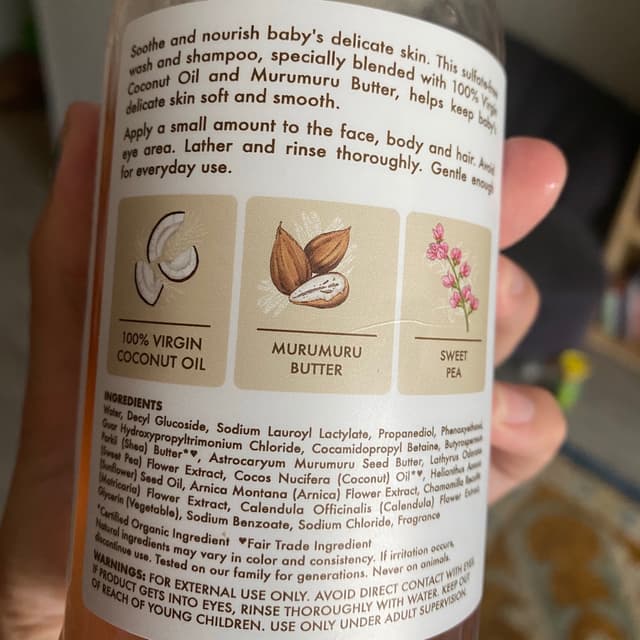 Soothe and nourish baby's delicate skin. This sulfate-free
wash and shampoo, specially blended with 100% Virgin
Coconut Oil and Murumuru Butter, helps keep baby's
delicate skin soft and smooth.
Apply a small amount to the face, body and hair. Avoid
eye area. Lather and rinse thoroughly. Gentle enough
for everyday use.
100% VIRGIN
COCONUT OIL
MURUMURU
BUTTER
SWEET
PEA
INGREDIENTS
Water, Decyl Glucoside, Sodium Lauroyl Lactylate, Propanediol, Phenoxyethanol,
Guar Hydroxypropyltrimonium Chloride, Cocamidopropyl Betaine, Butyrospermum
Parkii (Shea) Butter*♥, Astrocaryum Murumuru Seed Butter, Lathyrus Odoratus
(Sweet Pea) Flower Extract, Cocos Nucifera (Coconut) Oil*♥, Helianthus Annuus
(Sunflower) Seed Oil, Arnica Montana (Arnica) Flower Extract, Chamomilla Recutita
(Matricaria) Flower Extract, Calendula Officinalis (Calendula) Flower Extract,
Glycerin (Vegetable), Sodium Benzoate, Sodium Chloride, Fragrance
*Certified Organic Ingredient ♥Fair Trade Ingredient
Natural ingredients may vary in color and consistency. If irritation occurs,
discontinue use. Tested on our family for generations. Never on animals.
WARNINGS: FOR EXTERNAL USE ONLY. AVOID DIRECT CONTACT WITH EYES.
IF PRODUCT GETS INTO EYES, RINSE THOROUGHLY WITH WATER. KEEP OUT
OF REACH OF YOUNG CHILDREN. USE ONLY UNDER ADULT SUPERVISION.